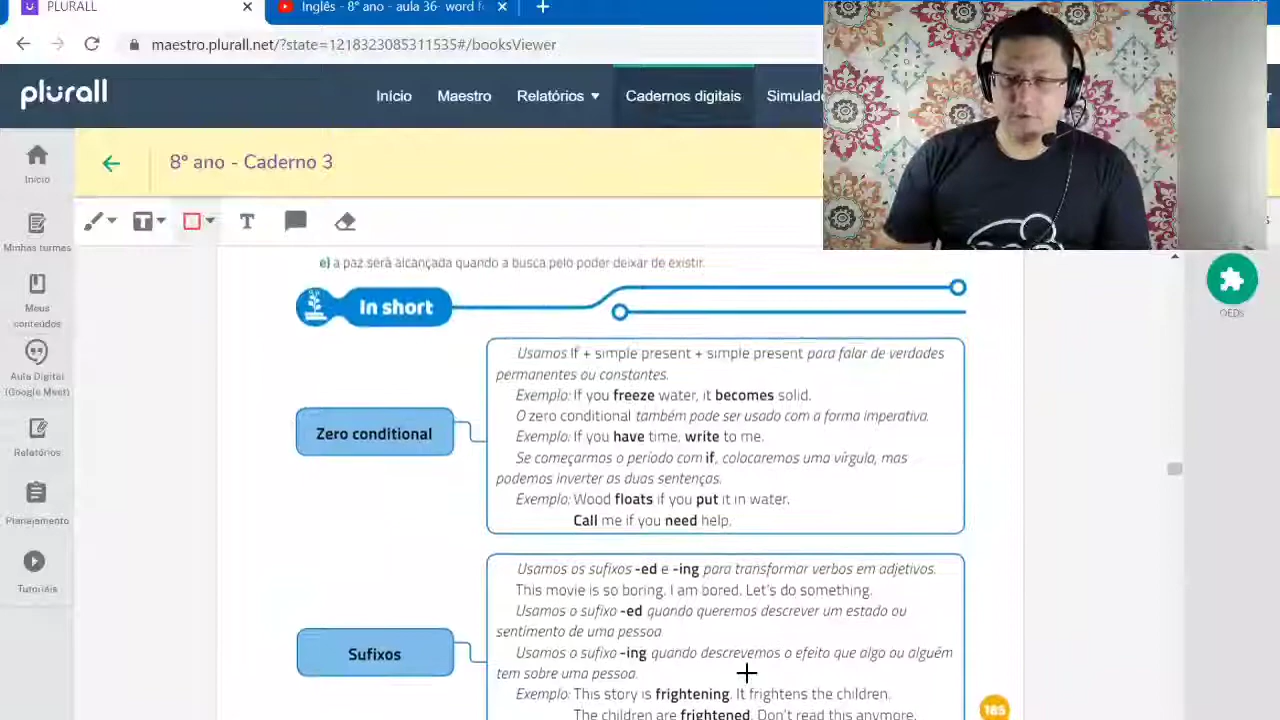 PLURALL
Inglês - 8º ano - aula 36- word fo
maestro.plurall.net/?state=1218323085311535#/booksViewer
plurall
Início
Maestro
Relatórios
Cadernos digitais
Simulad
8º ano - Caderno 3
Início
Minhas turmas
Meus conteúdos
Aula Digital
(Google Meet)
Relatórios
Planejamento
Tutoriais
OEDs
e) a paz será alcançada quando a busca pelo poder deixar de existir.
In short
Zero conditional
Usamos If + simple present + simple present para falar de verdades
permanentes ou constantes.
Exemplo: If you freeze water, it becomes solid.
O zero conditional também pode ser usado com a forma imperativa.
Exemplo: If you have time, write to me.
Se começarmos o período com if, colocaremos uma vírgula, mas
podemos inverter as duas sentenças.
Exemplo: Wood floats if you put it in water.
Call me if you need help.
Sufixos
Usamos os sufixos -ed e -ing para transformar verbos em adjetivos.
This movie is so boring. I am bored. Let's do something.
Usamos o sufixo -ed quando queremos descrever um estado ou
sentimento de uma pessoa
Usamos o sufixo -ing quando descrevemos o efeito que algo ou alguém
tem sobre uma pessoa.
Exemplo: This story is frightening. It frightens the children.
The children are frightened. Don't read this anymore.
185